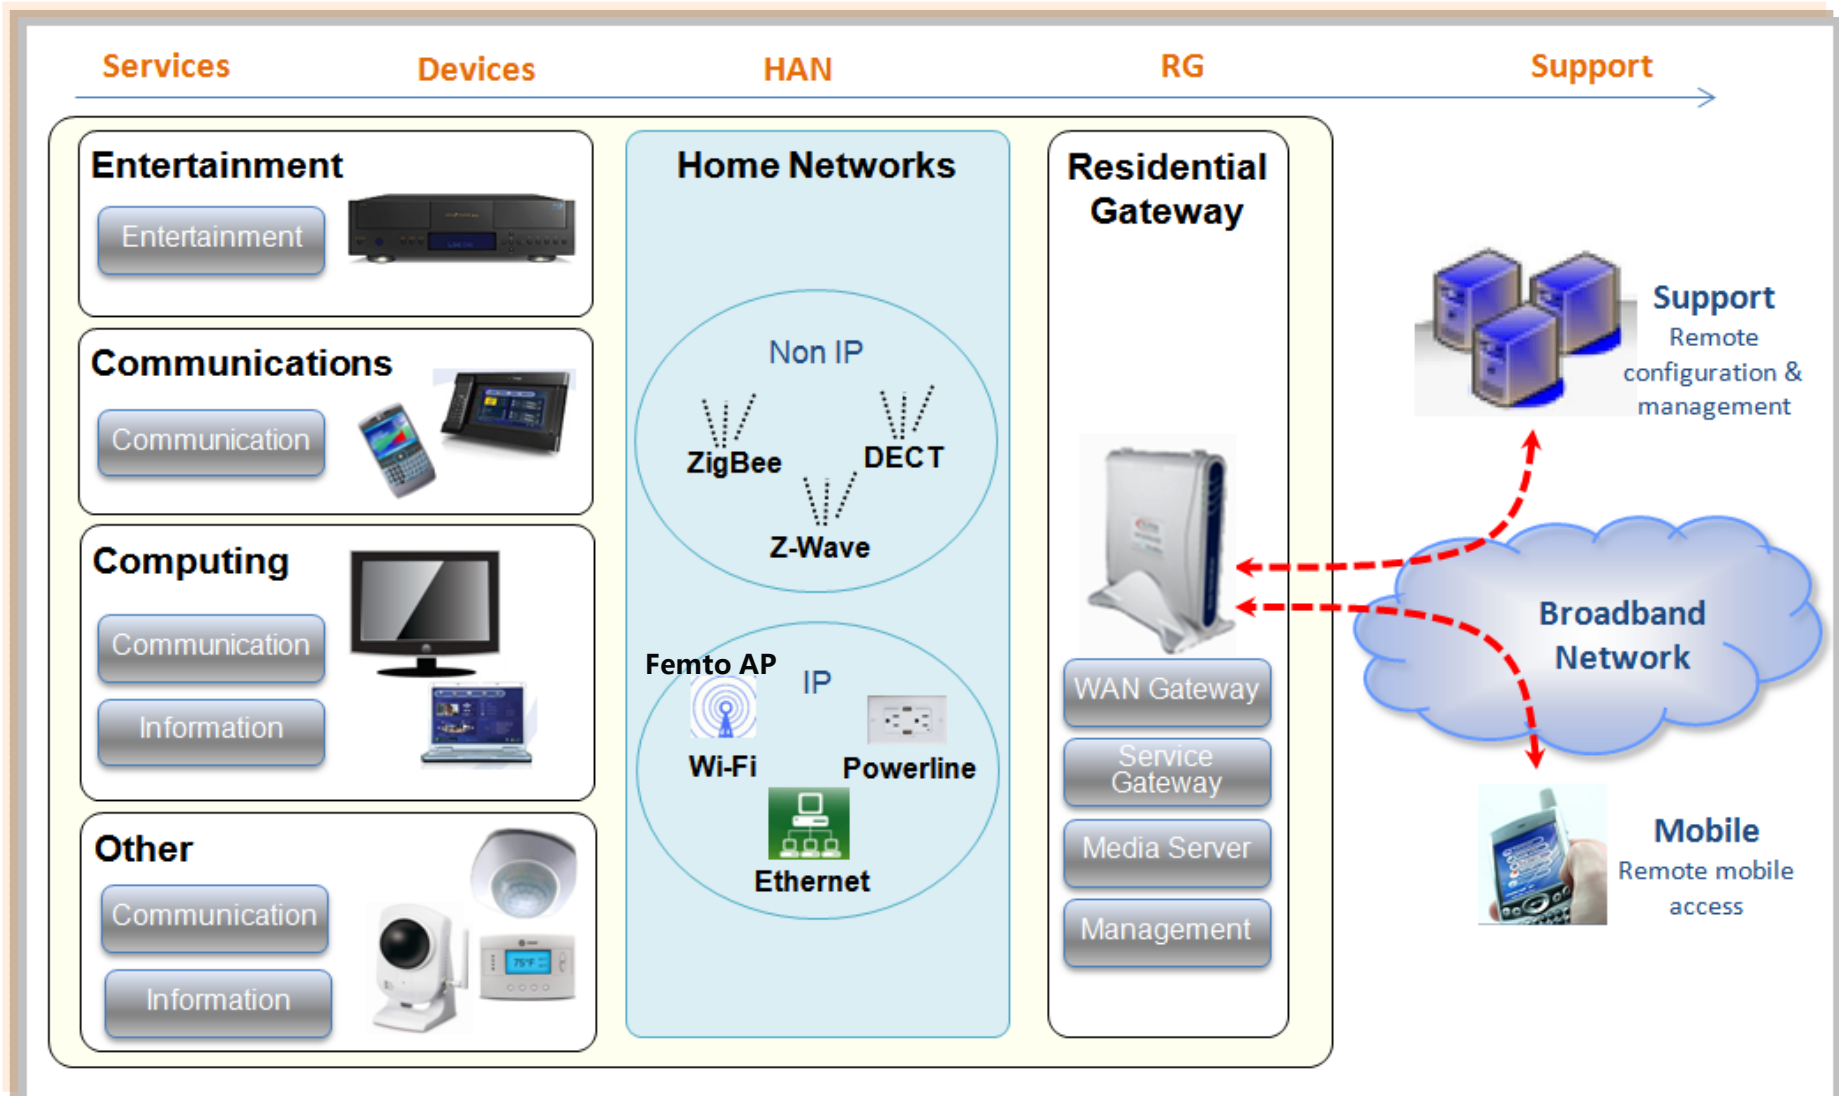 Services
Devices
HAN
RG
Support
Entertainment
Entertainment
Communications
Communication
Computing
Communication
Information
Other
Communication
Information
75°F
Home Networks
Non IP
ZigBee
DECT
Z-Wave
Femto AP
IP
Wi-Fi
Powerline
Ethernet
Residential
Gateway
WAN Gateway
Service
Gateway
Media Server
Management
Support
Remote
configuration &
management
Broadband
Network
Mobile
Remote mobile
access